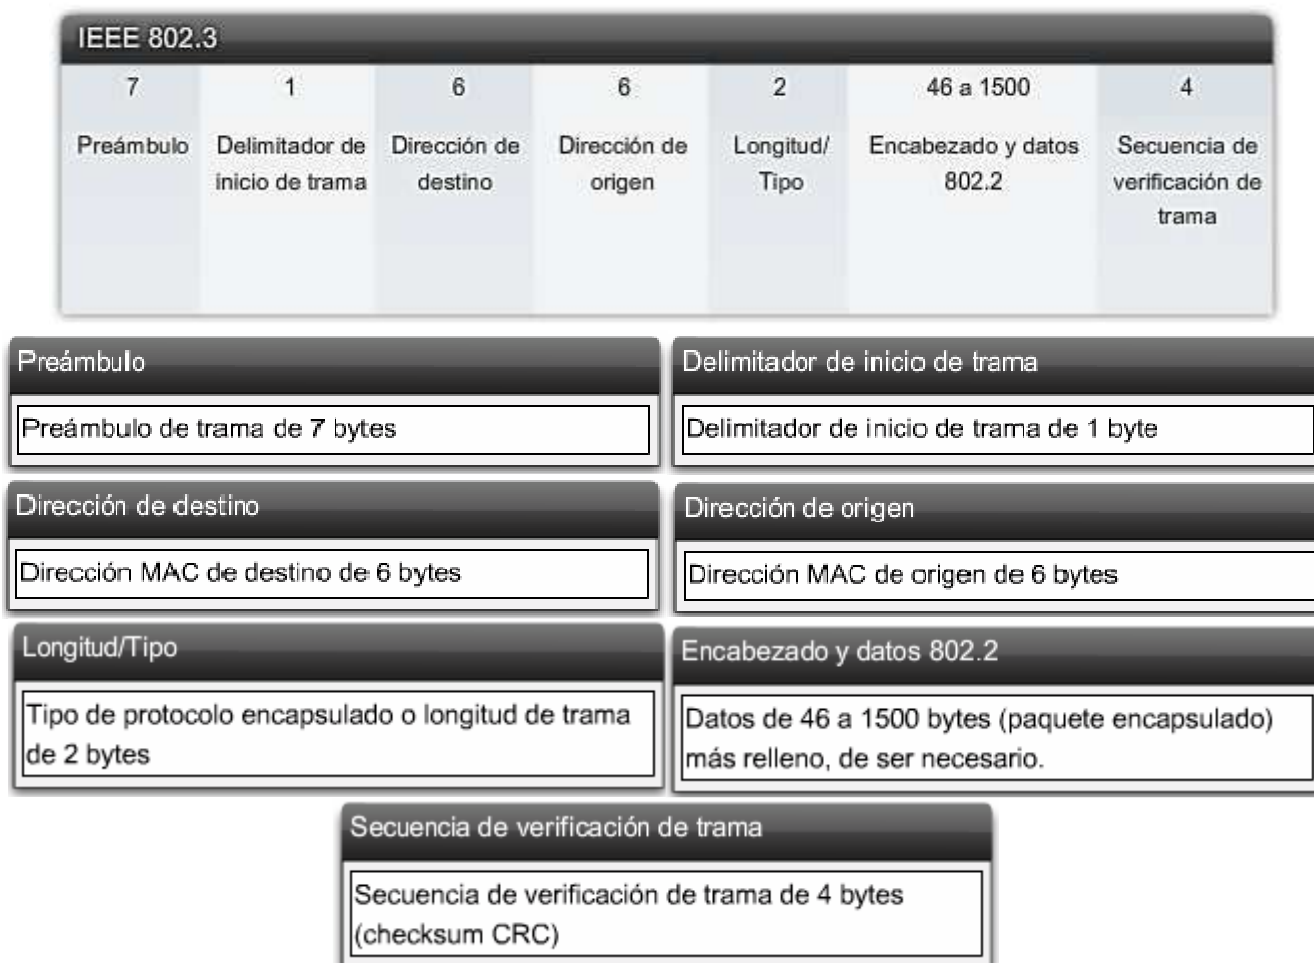 IEEE 802.3
7 1 6 6 2 46 a 1500 4
Preámbulo Delimitador de Dirección de Dirección de Longitud/ Encabezado y datos Secuencia de
inicio de trama destino origen Tipo 802.2 verificación de
trama
Preámbulo
Preámbulo de trama de 7 bytes
Delimitador de inicio de trama
Delimitador de inicio de trama de 1 byte
Dirección de destino
Dirección MAC de destino de 6 bytes
Dirección de origen
Dirección MAC de origen de 6 bytes
Longitud/Tipo
Tipo de protocolo encapsulado o longitud de trama
de 2 bytes
Encabezado y datos 802.2
Datos de 46 a 1500 bytes (paquete encapsulado)
más relleno, de ser necesario.
Secuencia de verificación de trama
Secuencia de verificación de trama de 4 bytes
(checksum CRC)